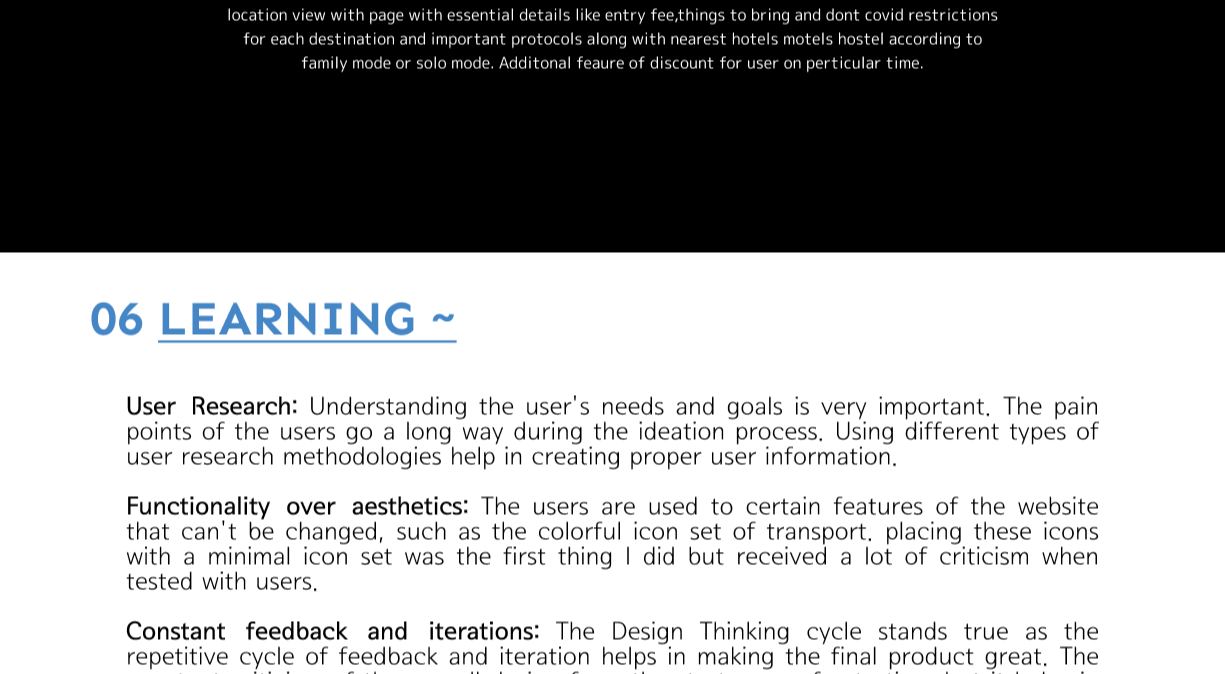 location view with page with essential details like entry fee,things to bring and dont covid restrictions
for each destination and important protocols along with nearest hotels motels hostel according to
family mode or solo mode. Additonal feaure of discount for user on perticular time.
06 LEARNING ~
User Research: Understanding the user's needs and goals is very important. The pain
points of the users go a long way during the ideation process. Using different types of
user research methodologies help in creating proper user information.
Functionality over aesthetics: The users are used to certain features of the website
that can't be changed, such as the colorful icon set of transport. placing these icons
with a minimal icon set was the first thing I did but received a lot of criticism when
tested with users.
Constant feedback and iterations: The Design Thinking cycle stands true as the
repetitive cycle of feedback and iteration helps in making the final product great. The